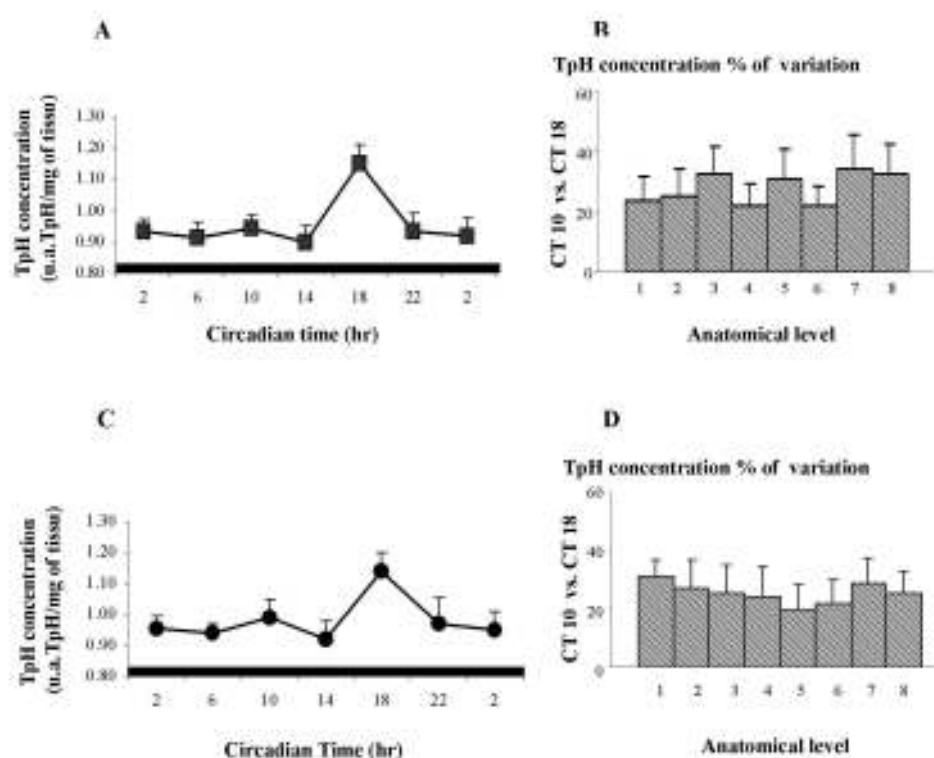 A
TpH concentration
(u.a.TpH/mg of tissu)
1.30
1.20
1.10
1.00
0.90
0.80
2 6 10 14 18 22 2
Circadian time (hr)
B
TpH concentration % of variation
CT 10 vs. CT 18
60
40
20
0
1 2 3 4 5 6 7 8
Anatomical level
C
TpH concentration
(u.a.TpH/mg of tissu)
1.30
1.20
1.10
1.00
0.90
0.80
2 6 10 14 18 22 2
Circadian Time (hr)
D
TpH concentration % of variation
CT 10 vs. CT 18
60
40
20
0
1 2 3 4 5 6 7 8
Anatomical level